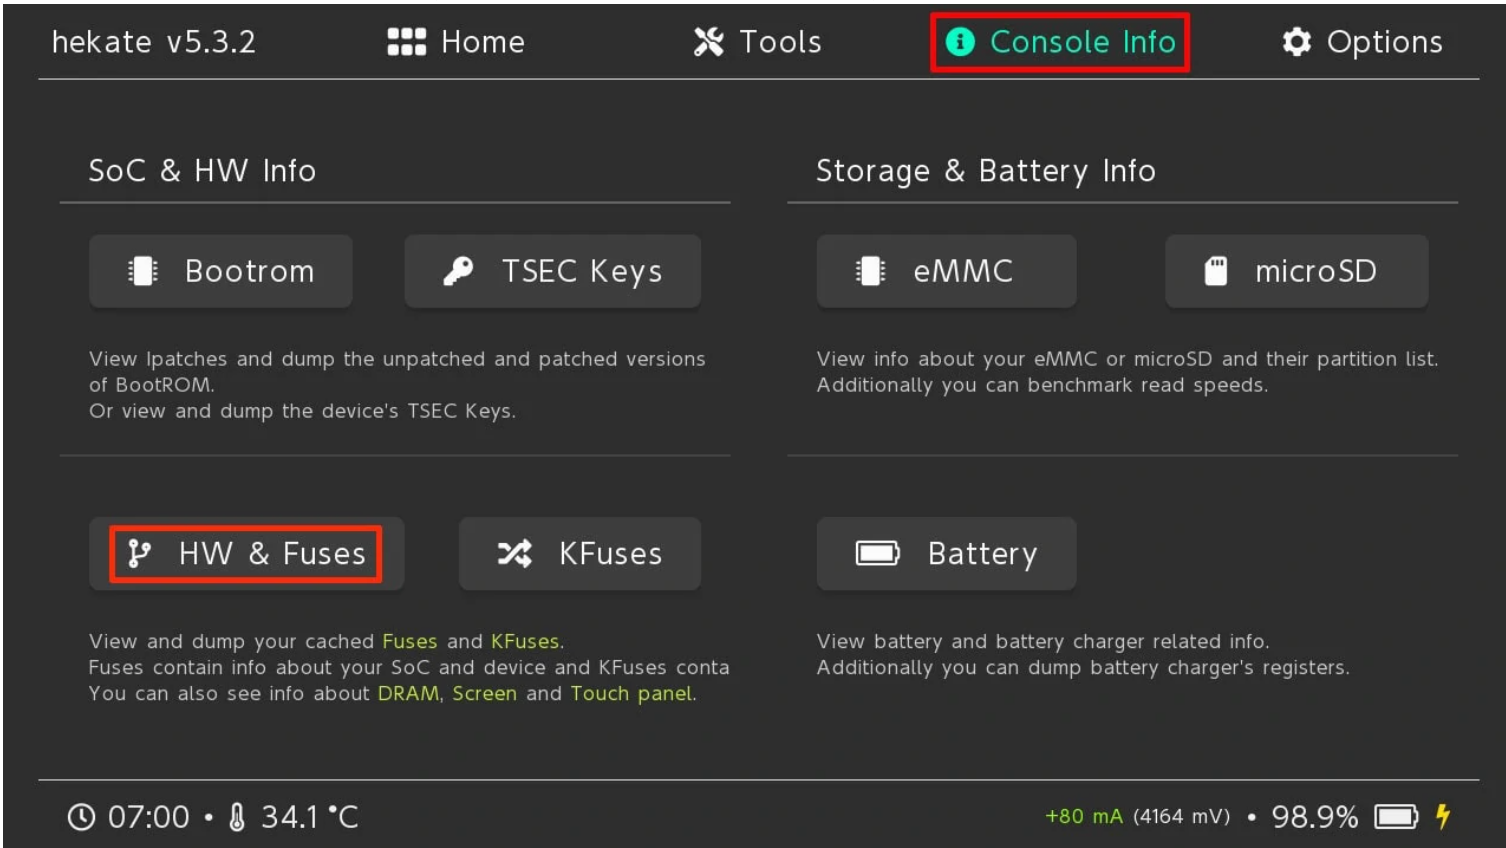 hekate v5.3.2 Home Tools Console Info Options
SoC & HW Info
Bootrom TSEC Keys
View Ipatches and dump the unpatched and patched versions
of BootROM.
Or view and dump the device's TSEC Keys.
HW & Fuses KFuses
View and dump your cached Fuses and KFuses.
Fuses contain info about your SoC and device and KFuses conta
You can also see info about DRAM, Screen and Touch panel.
Storage & Battery Info
eMMC microSD
View info about your eMMC or microSD and their partition list.
Additionally you can benchmark read speeds.
Battery
View battery and battery charger related info.
Additionally you can dump battery charger's registers.
07:00 • 34.1 °C +80 mA (4164 mV) • 98.9%